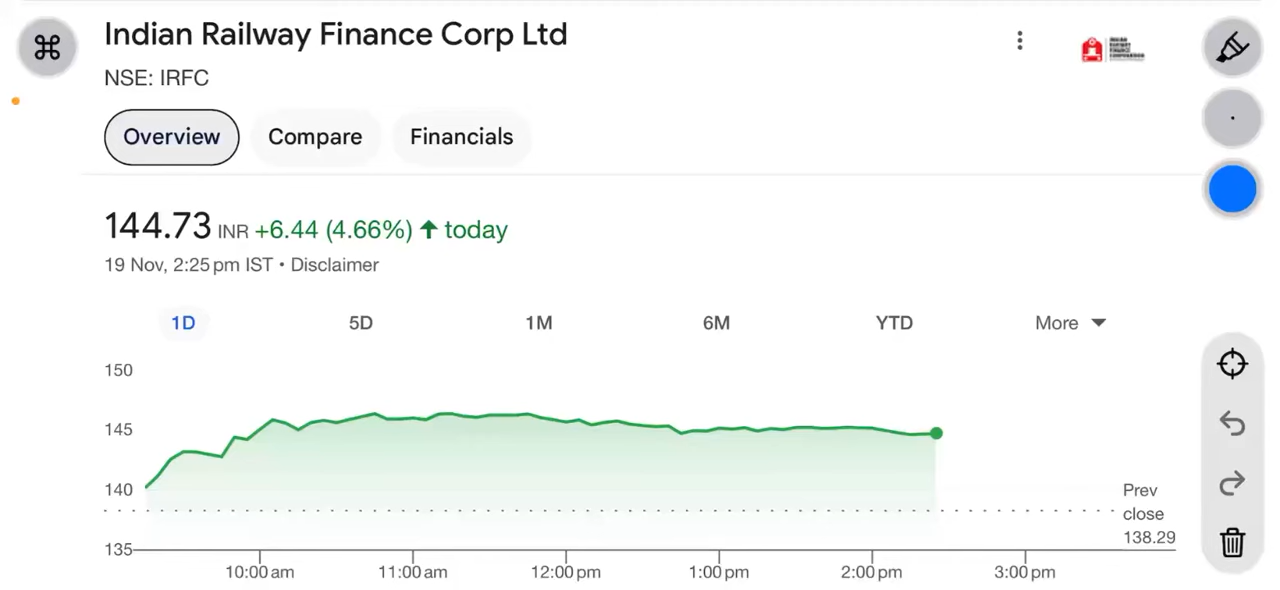 Indian Railway Finance Corp Ltd
NSE: IRFC
Overview Compare Financials
144.73 INR +6.44 (4.66%) ↑ today
19 Nov, 2:25 pm IST • Disclaimer
1D 5D 1M 6M YTD More
150
145
140
135
Prev
close
138.29
10:00 am 11:00 am 12:00 pm 1:00 pm 2:00 pm 3:00 pm